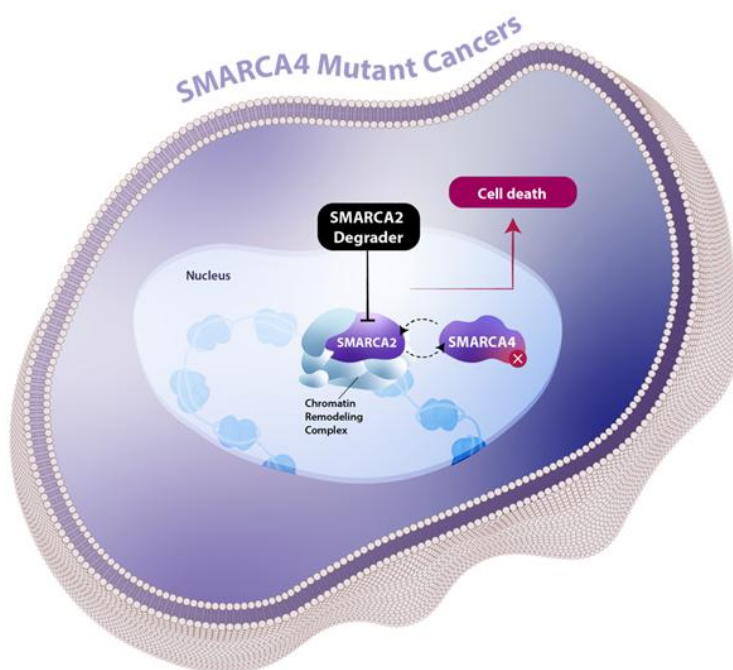 SMARCA4 Mutant Cancers
Cell death
SMARCA2
Degrader
Nucleus
SMARCA2
SMARCA4
Chromatin
Remodeling
Complex